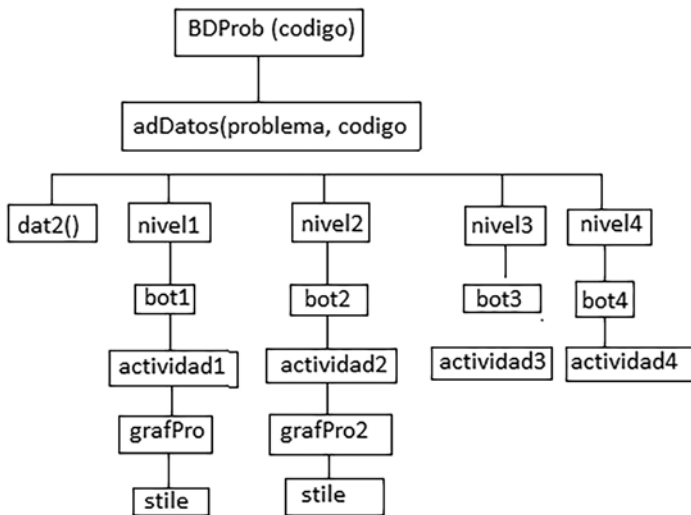 BDProb (codigo)
adDatos(problema, codigo
dat2() nivel1 nivel2 nivel3 nivel4
bot1 bot2 bot3 bot4
actividad1 actividad2 actividad3 actividad4
grafPro grafPro2
stile stile